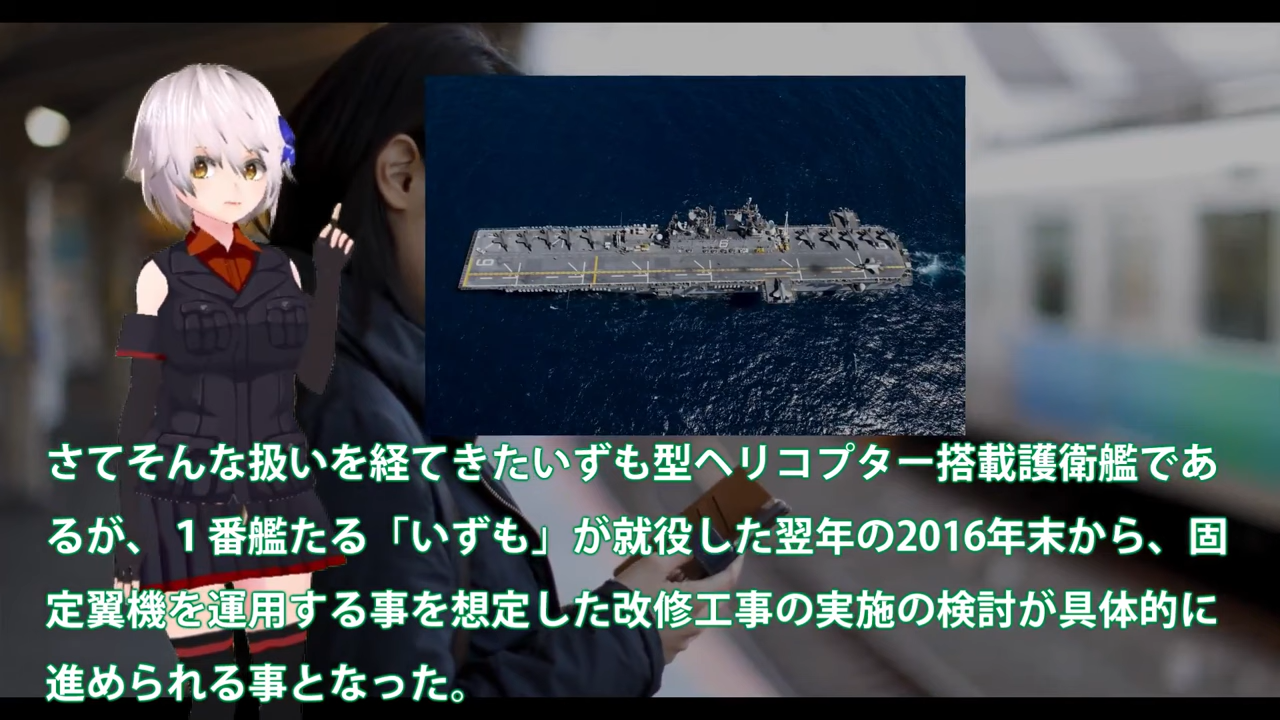 6
6
さてそんな扱いを経てきたいずも型ヘリコプター搭載護衛艦であ
るが、１番艦たる「いずも」が就役した翌年の2016年末から、固
定翼機を運用する事を想定した改修工事の実施の検討が具体的に
進められる事となった。